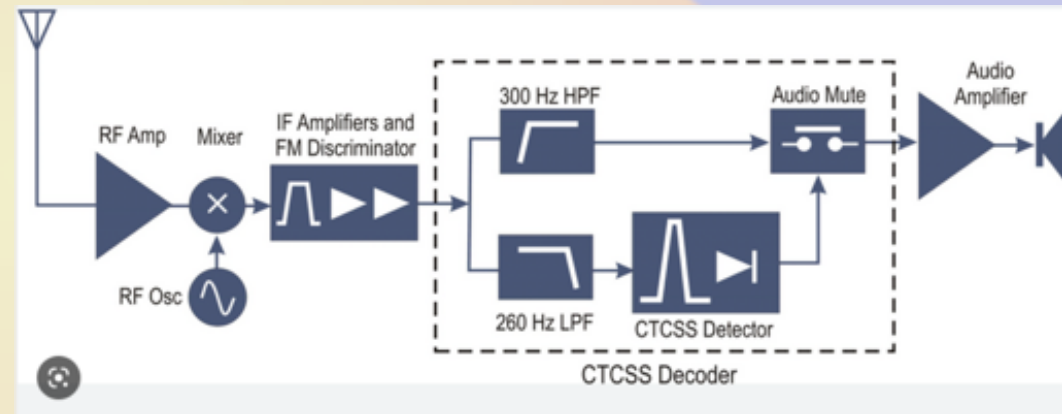 RF Amp
Mixer
IF Amplifiers and
FM Discriminator
300 Hz HPF
Audio Mute
Audio
Amplifier
RF Osc
260 Hz LPF
CTCSS Detector
CTCSS Decoder